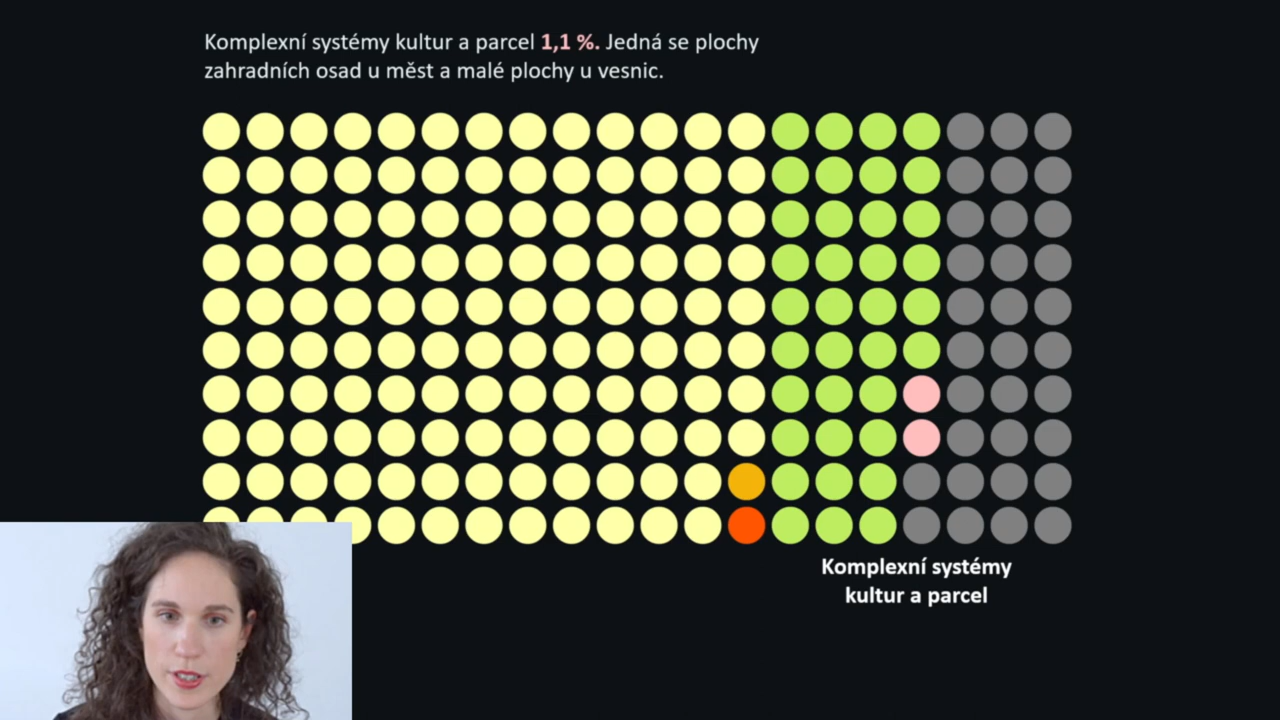 Komplexní systémy kultur a parcel 1,1 %. Jedná se plochy
zahradních osad u měst a malé plochy u vesnic.
Komplexní systémy
kultur a parcel